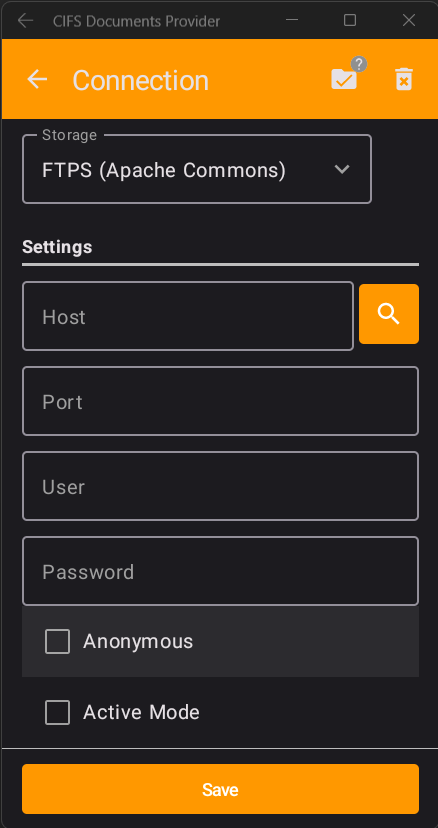 CIFS Documents Provider
Connection
?
Storage
FTPS (Apache Commons)
Settings
Host
Port
User
Password
Anonymous
Active Mode
Save